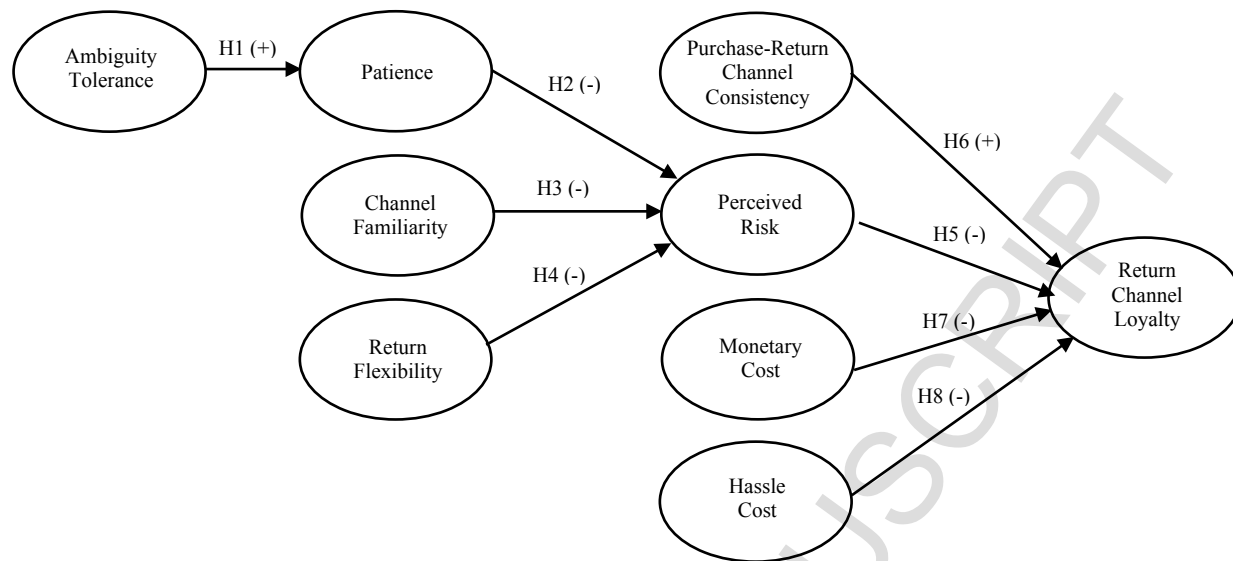 Ambiguity
Tolerance
H1 (+)
Patience
H2 (-)
Purchase-Return
Channel
Consistency
H6 (+)
Channel
Familiarity
H3 (-)
Perceived
Risk
H5 (-)
Return
Channel
Loyalty
H4 (-)
Return
Flexibility
Monetary
Cost
H7 (-)
H8 (-)
Hassle
Cost
USCRIPT